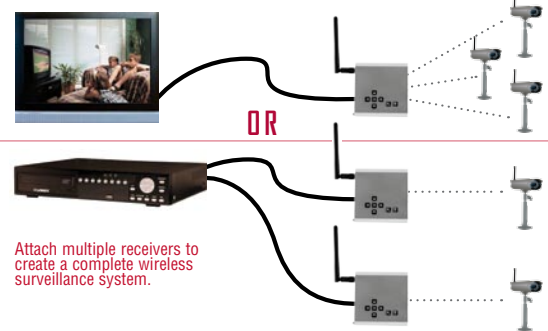 OR
Attach multiple receivers to
create a complete wireless
surveillance system.